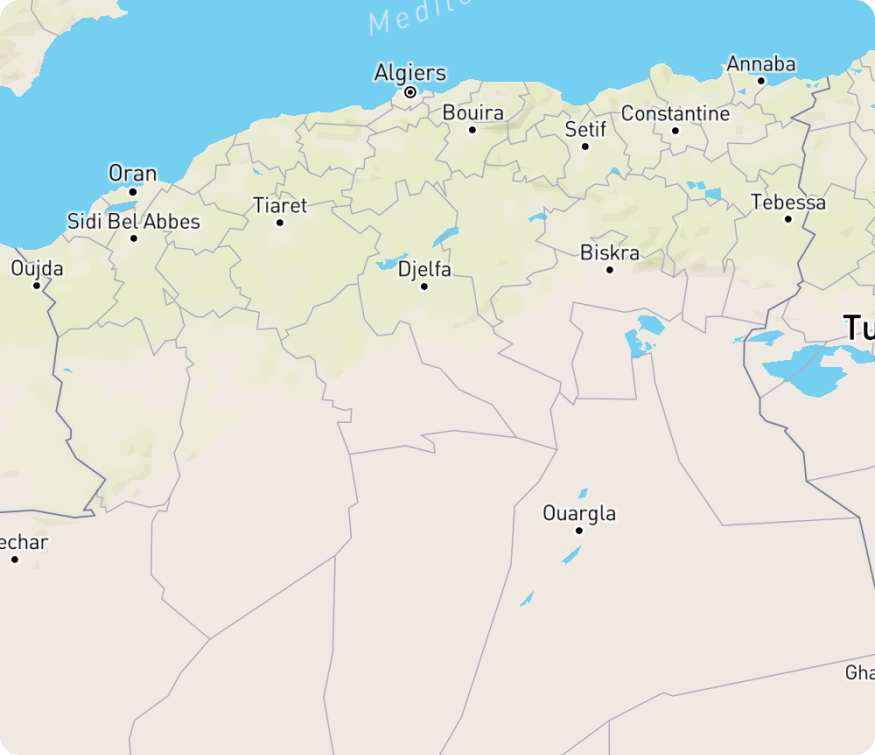 Medite
Algiers
Annaba
Bouira
Constantine
Setif
Oran
Sidi Bel Abbes
Tiaret
Tebessa
Oujda
Djelfa
Biskra
Tu
Ouargla
echar
Gha